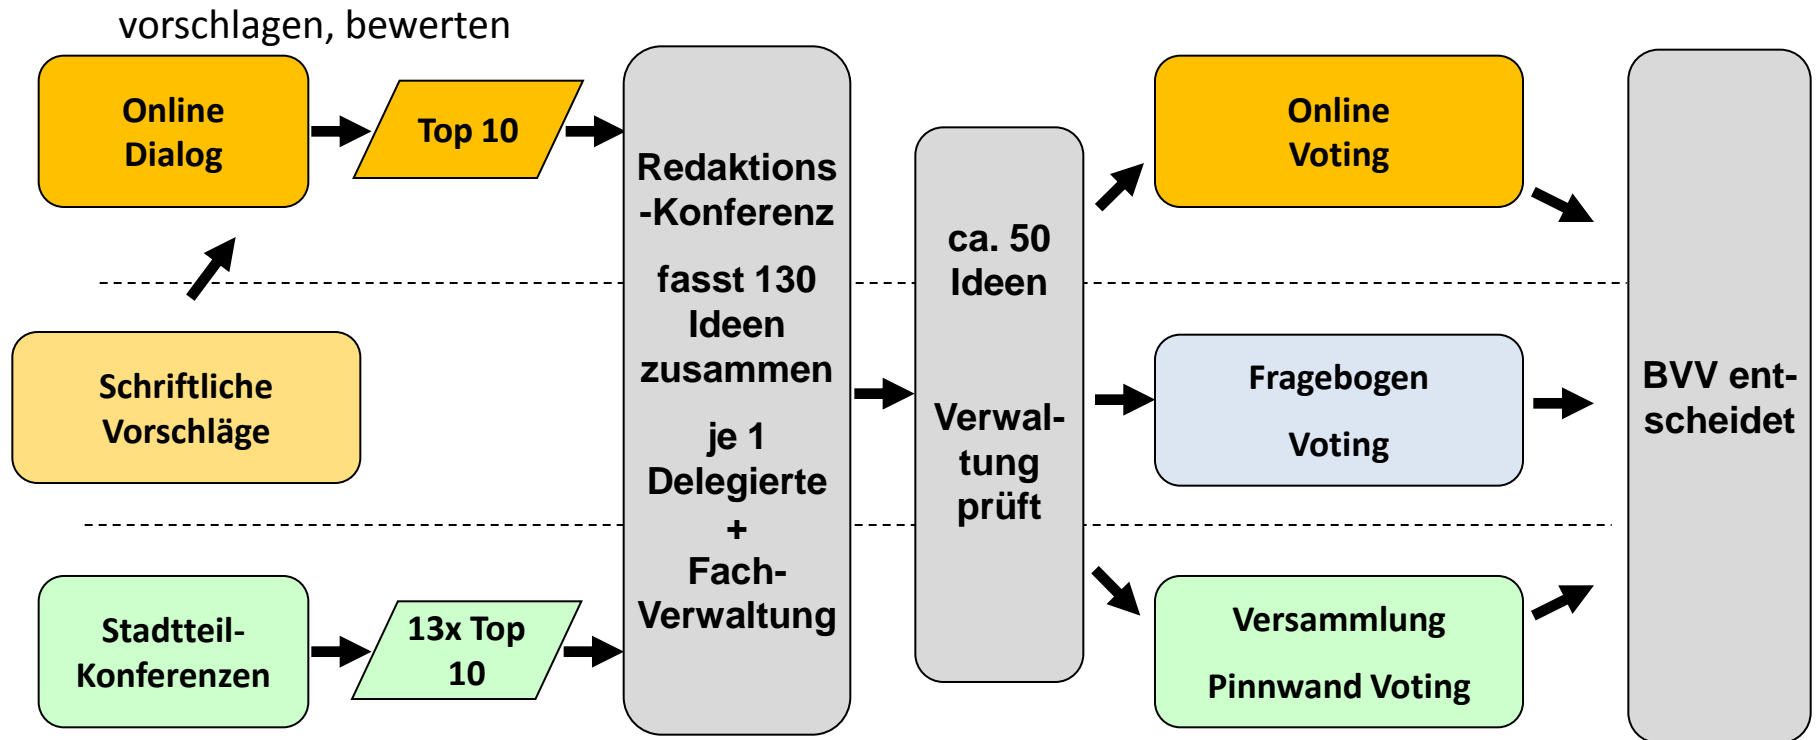 vorschlagen, bewerten
Online
Dialog
Top 10
Schriftliche
Vorschläge
Stadtteil-
Konferenzen
13x Top
10
Redaktions
-Konferenz
fasst 130
Ideen
zusammen
je 1
Delegierte
+
Fach-
Verwaltung
ca. 50
Ideen
Verwal-
tung
prüft
Online
Voting
Fragebogen
Voting
Versammlung
Pinnwand Voting
BVV ent-
scheidet